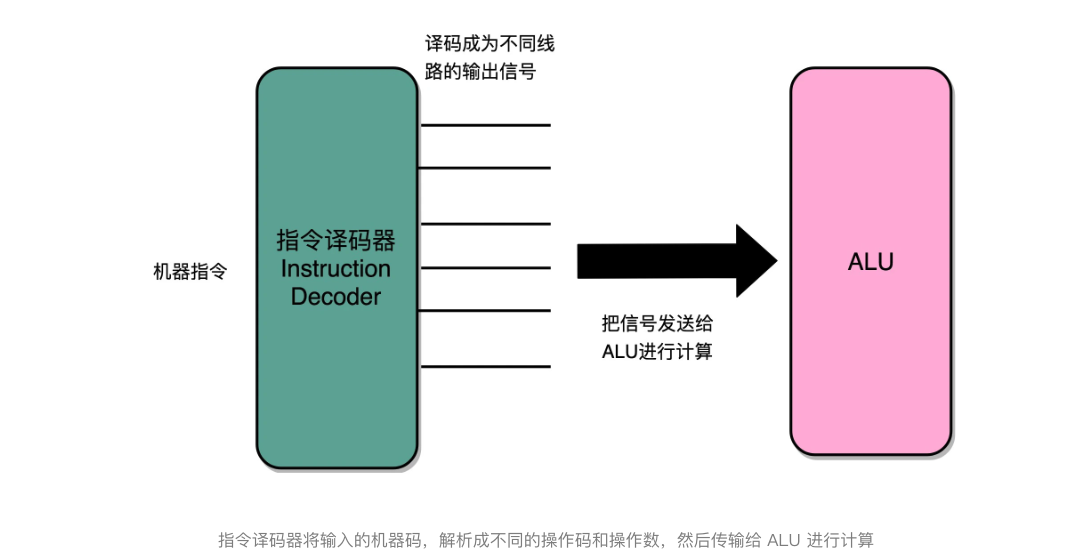 译码成为不同线
路的输出信号
指令译码器
Instruction
Decoder
机器指令
ALU
把信号发送给
ALU进行计算
指令译码器将输入的机器码，解析成不同的操作码和操作数，然后传输给 ALU 进行计算